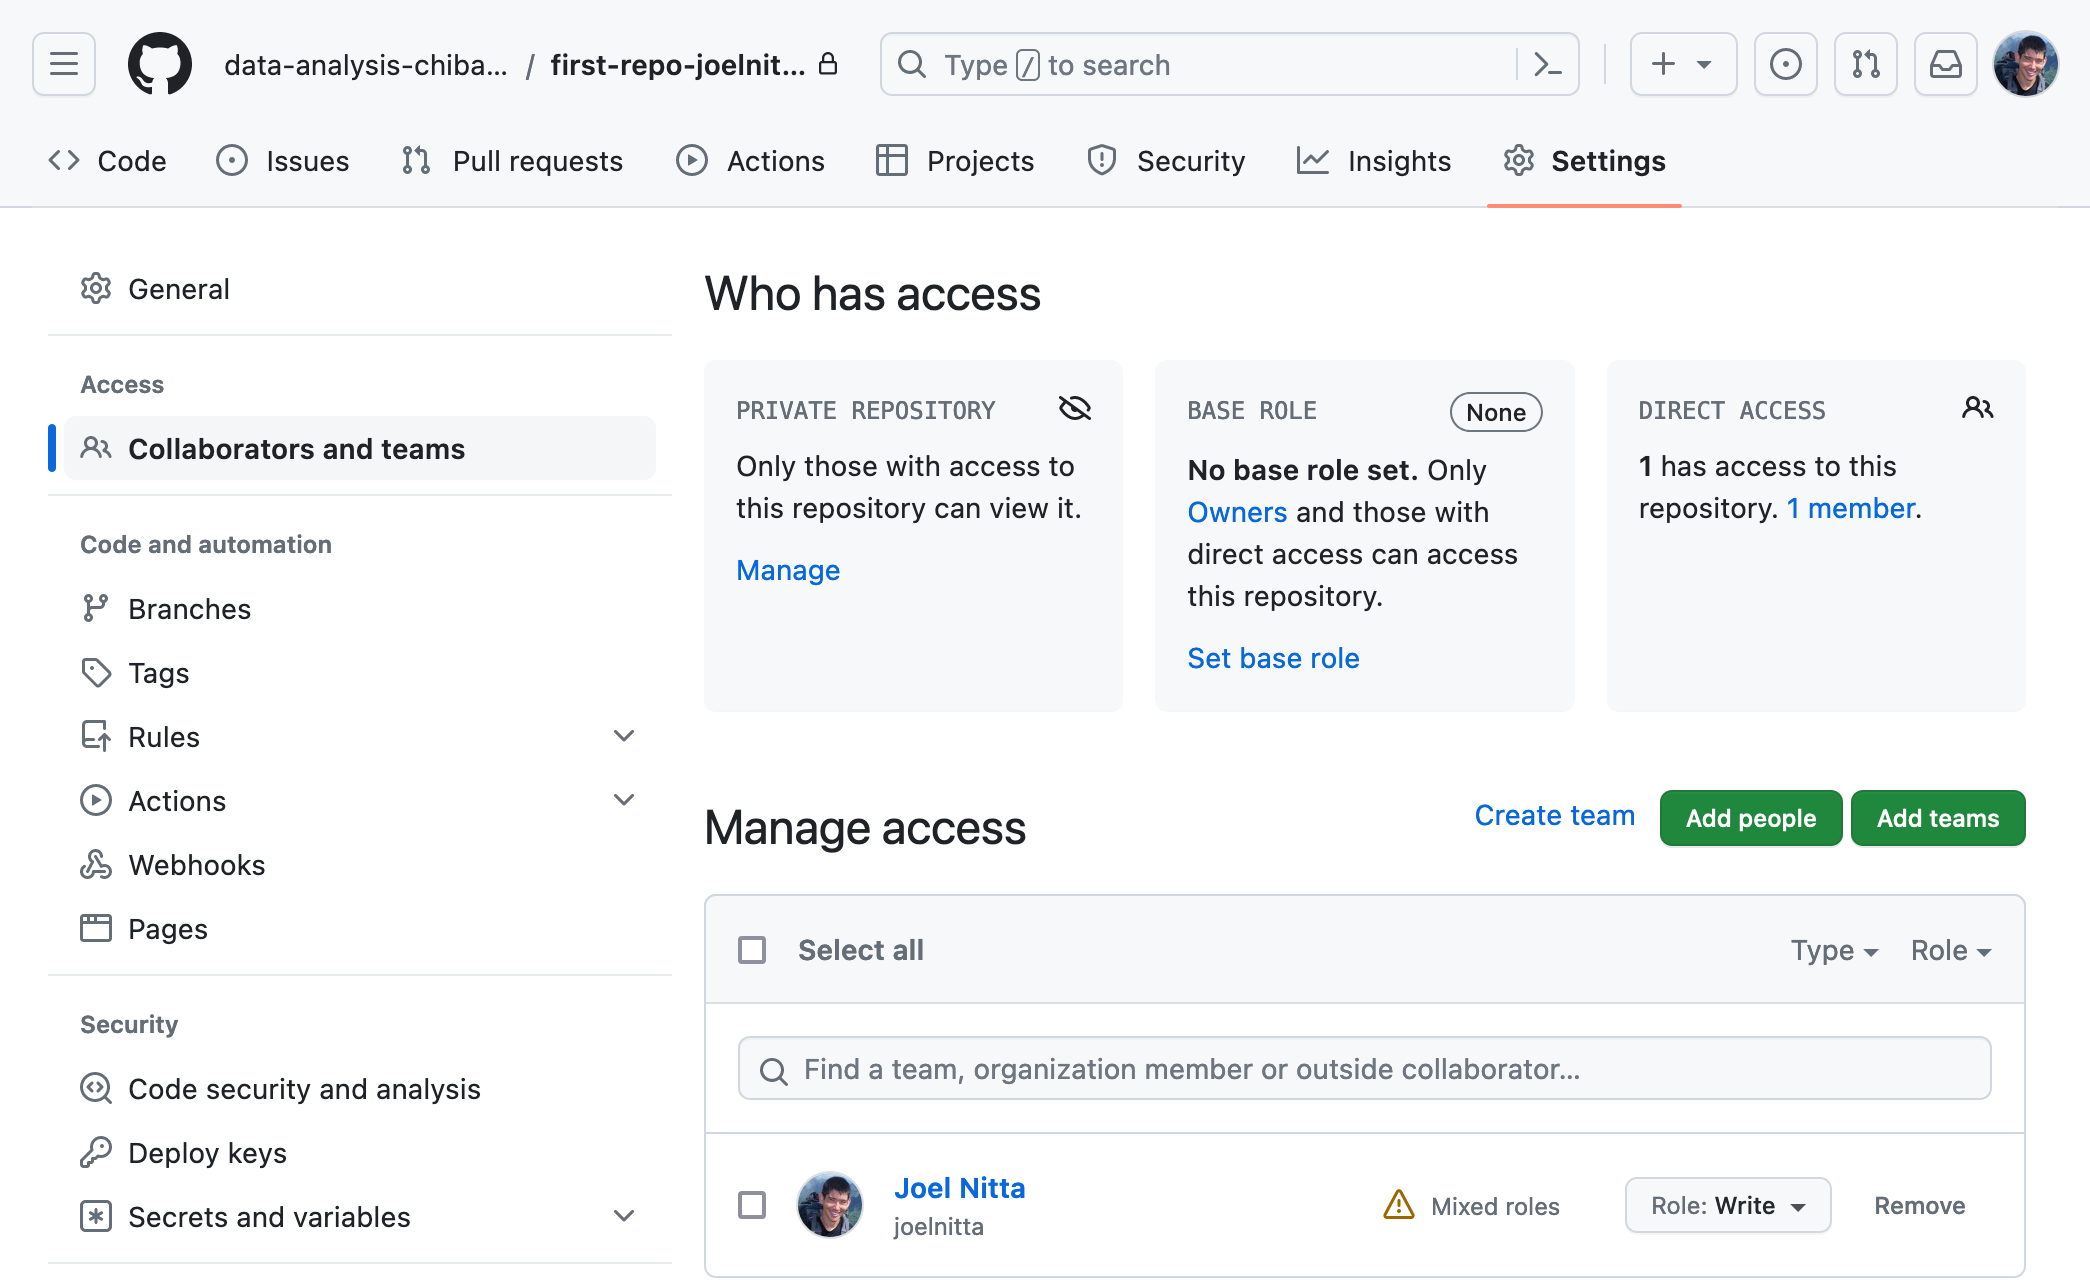 data-analysis-chiba... / first-repo-joelnit...
Type / to search
Code Issues Pull requests Actions Projects Security Insights Settings
General
Access
Collaborators and teams
Code and automation
Branches
Tags
Rules
Actions
Webhooks
Pages
Security
Code security and analysis
Deploy keys
Secrets and variables
Who has access
PRIVATE REPOSITORY
Only those with access to
this repository can view it.
Manage
BASE ROLE None
No base role set. Only
Owners and those with
direct access can access
this repository.
Set base role
DIRECT ACCESS
1 has access to this
repository. 1 member.
Manage access
Create team Add people Add teams
Select all Type Role
Find a team, organization member or outside collaborator...
Joel Nitta
joelnitta
Mixed roles Role: Write Remove